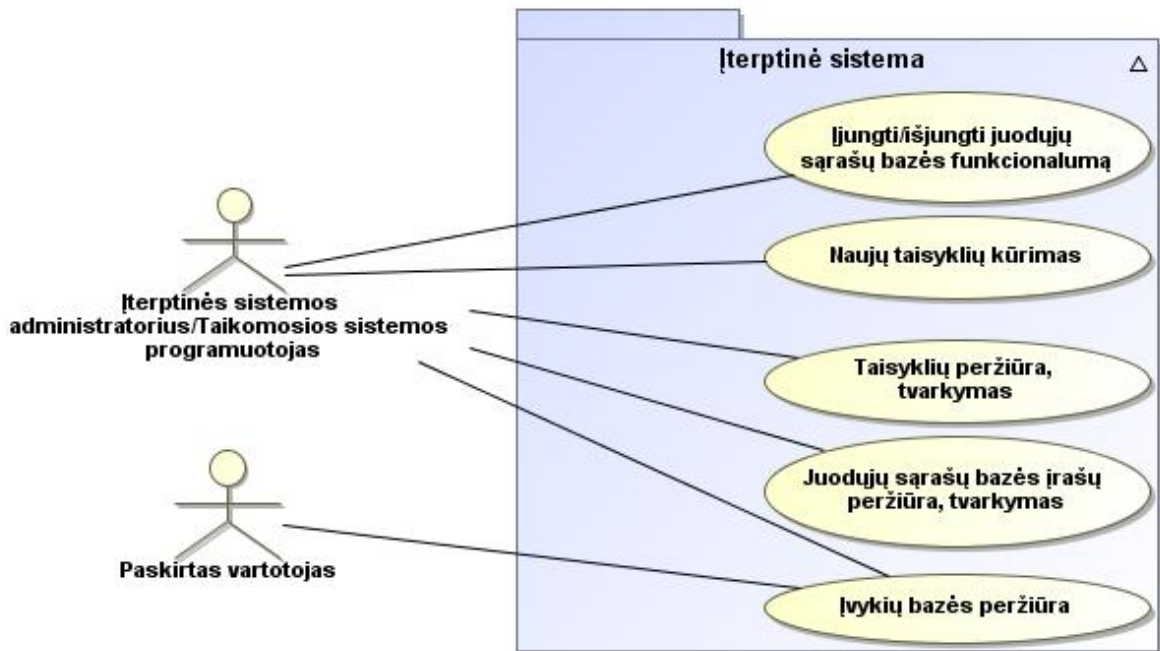 Įterptinė sistema
Įjungti/išjungti juodųjų
sąrašų bazės funkcionalumą
Naujų taisyklių kūrimas
Įterptinės sistemos
administratorius/Taikomosios sistemos
programuotojas
Taisyklių peržiūra,
tvarkymas
Juodųjų sąrašų bazės įrašų
peržiūra, tvarkymas
Paskirtas vartotojas
Įvykių bazės peržiūra